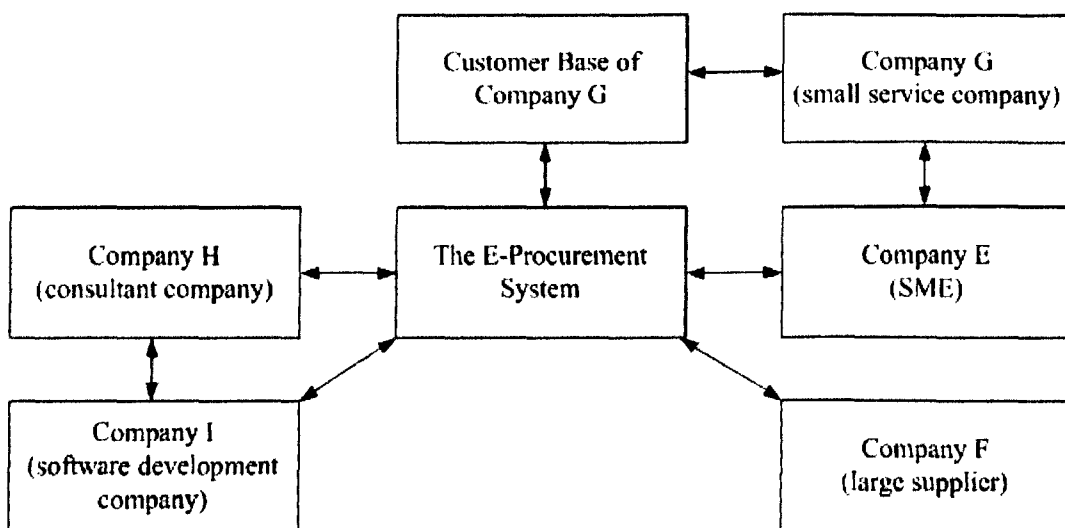 Customer Base of
Company G
Company G
(small service company)
Company H
(consultant company)
The E-Procurement
System
Company E
(SME)
Company I
(software development
company)
Company F
(large supplier)